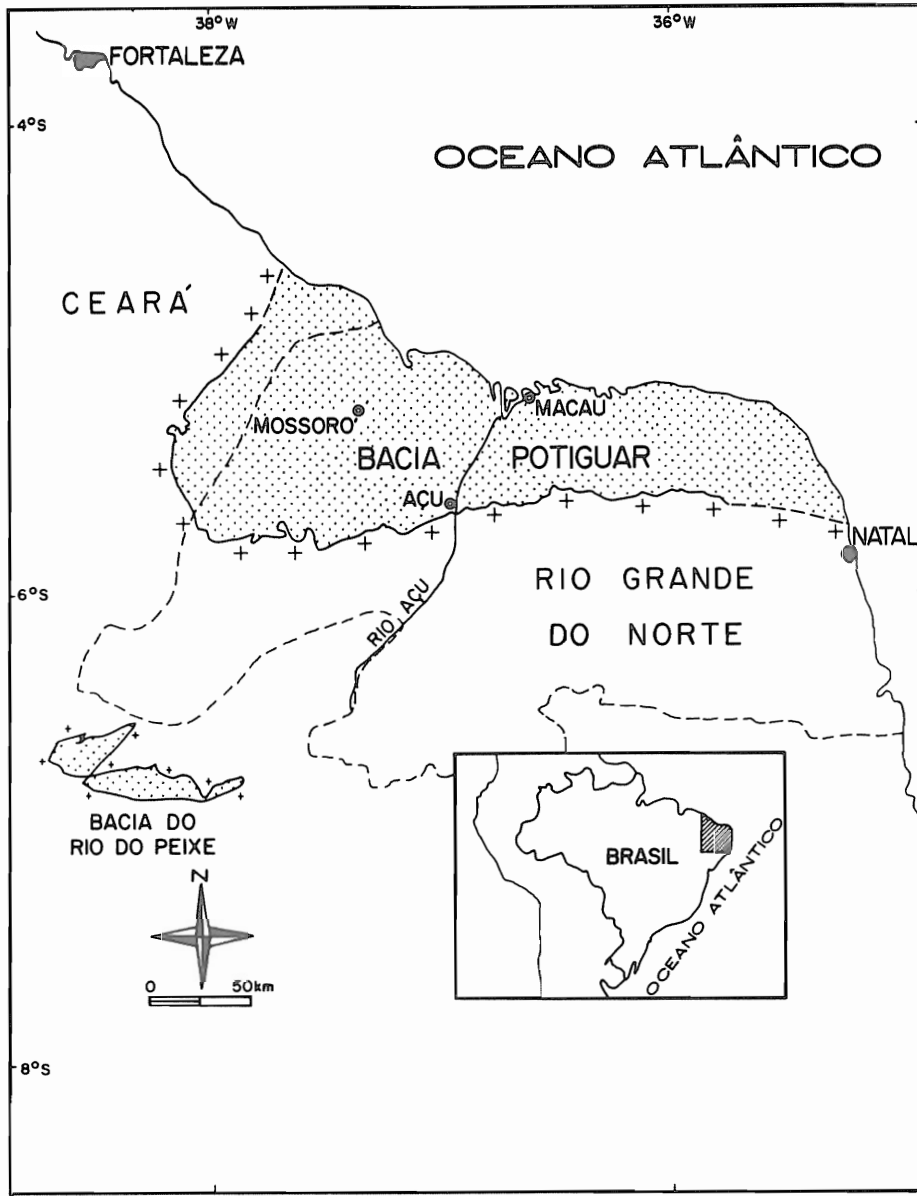 38°W
36°W
FORTALEZA
4°S
OCEANO ATLÂNTICO
CEARÁ
MACAU
MOSSORÓ
BACIA POTIGUAR
AÇU
NATAL
RIO GRANDE
DO NORTE
6°S
RIO AÇU
BACIA DO
RIO DO PEIXE
BRASIL
OCEANO ATLÂNTICO
N
0 50km
8°S